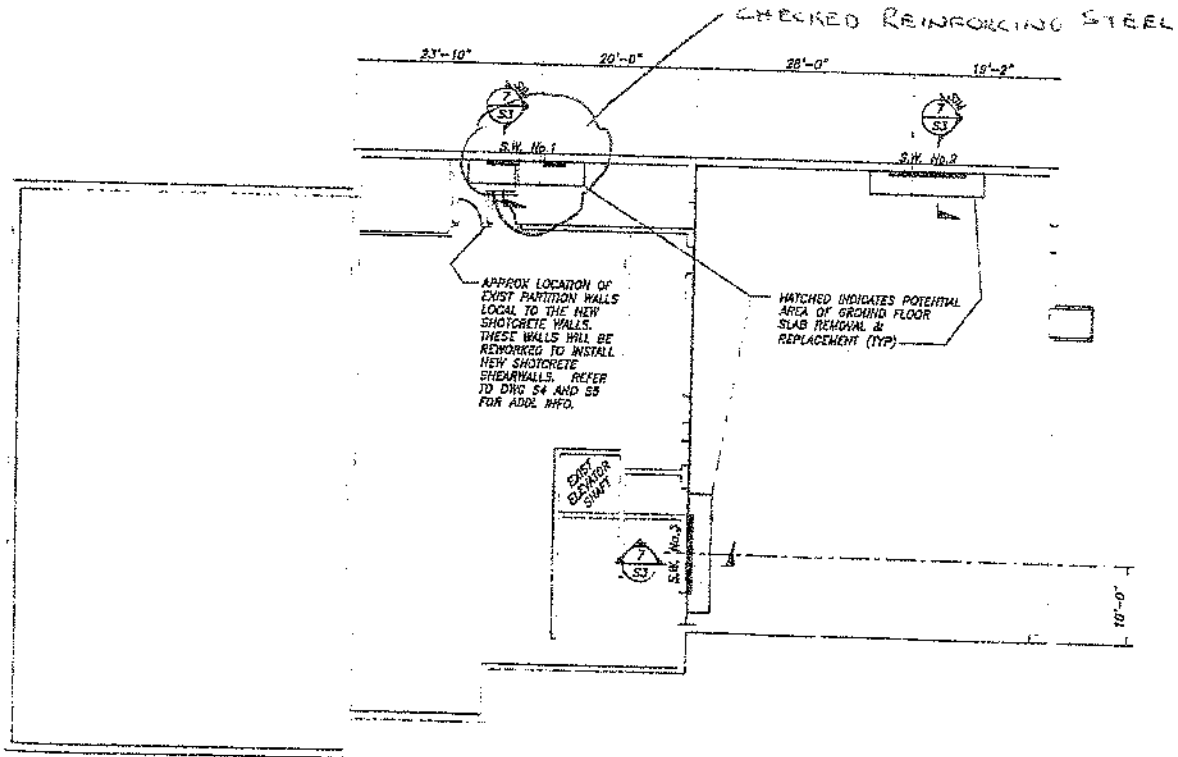 CHECKED REINFORCING STEEL
23'-10" 20'-0" 28'-0" 19'-2"
7
S3
7
S3
S.W. No.1
S.W. No.2
APPROX LOCATION OF
EXIST PARTITION WALLS
LOCAL TO THE NEW
SHOTCRETE WALLS.
THESE WALLS WILL BE
REWORKED TO INSTALL
NEW SHOTCRETE
SHEARWALLS. REFER
TO DWG S4 AND S5
FOR ADDL INFO.
HATCHED INDICATES POTENTIAL
AREA OF GROUND FLOOR
SLAB REMOVAL &
REPLACEMENT (TYP)
EXIST
ELEVATOR
SHAFT
7
S3
S.W. No.3
10'-0"